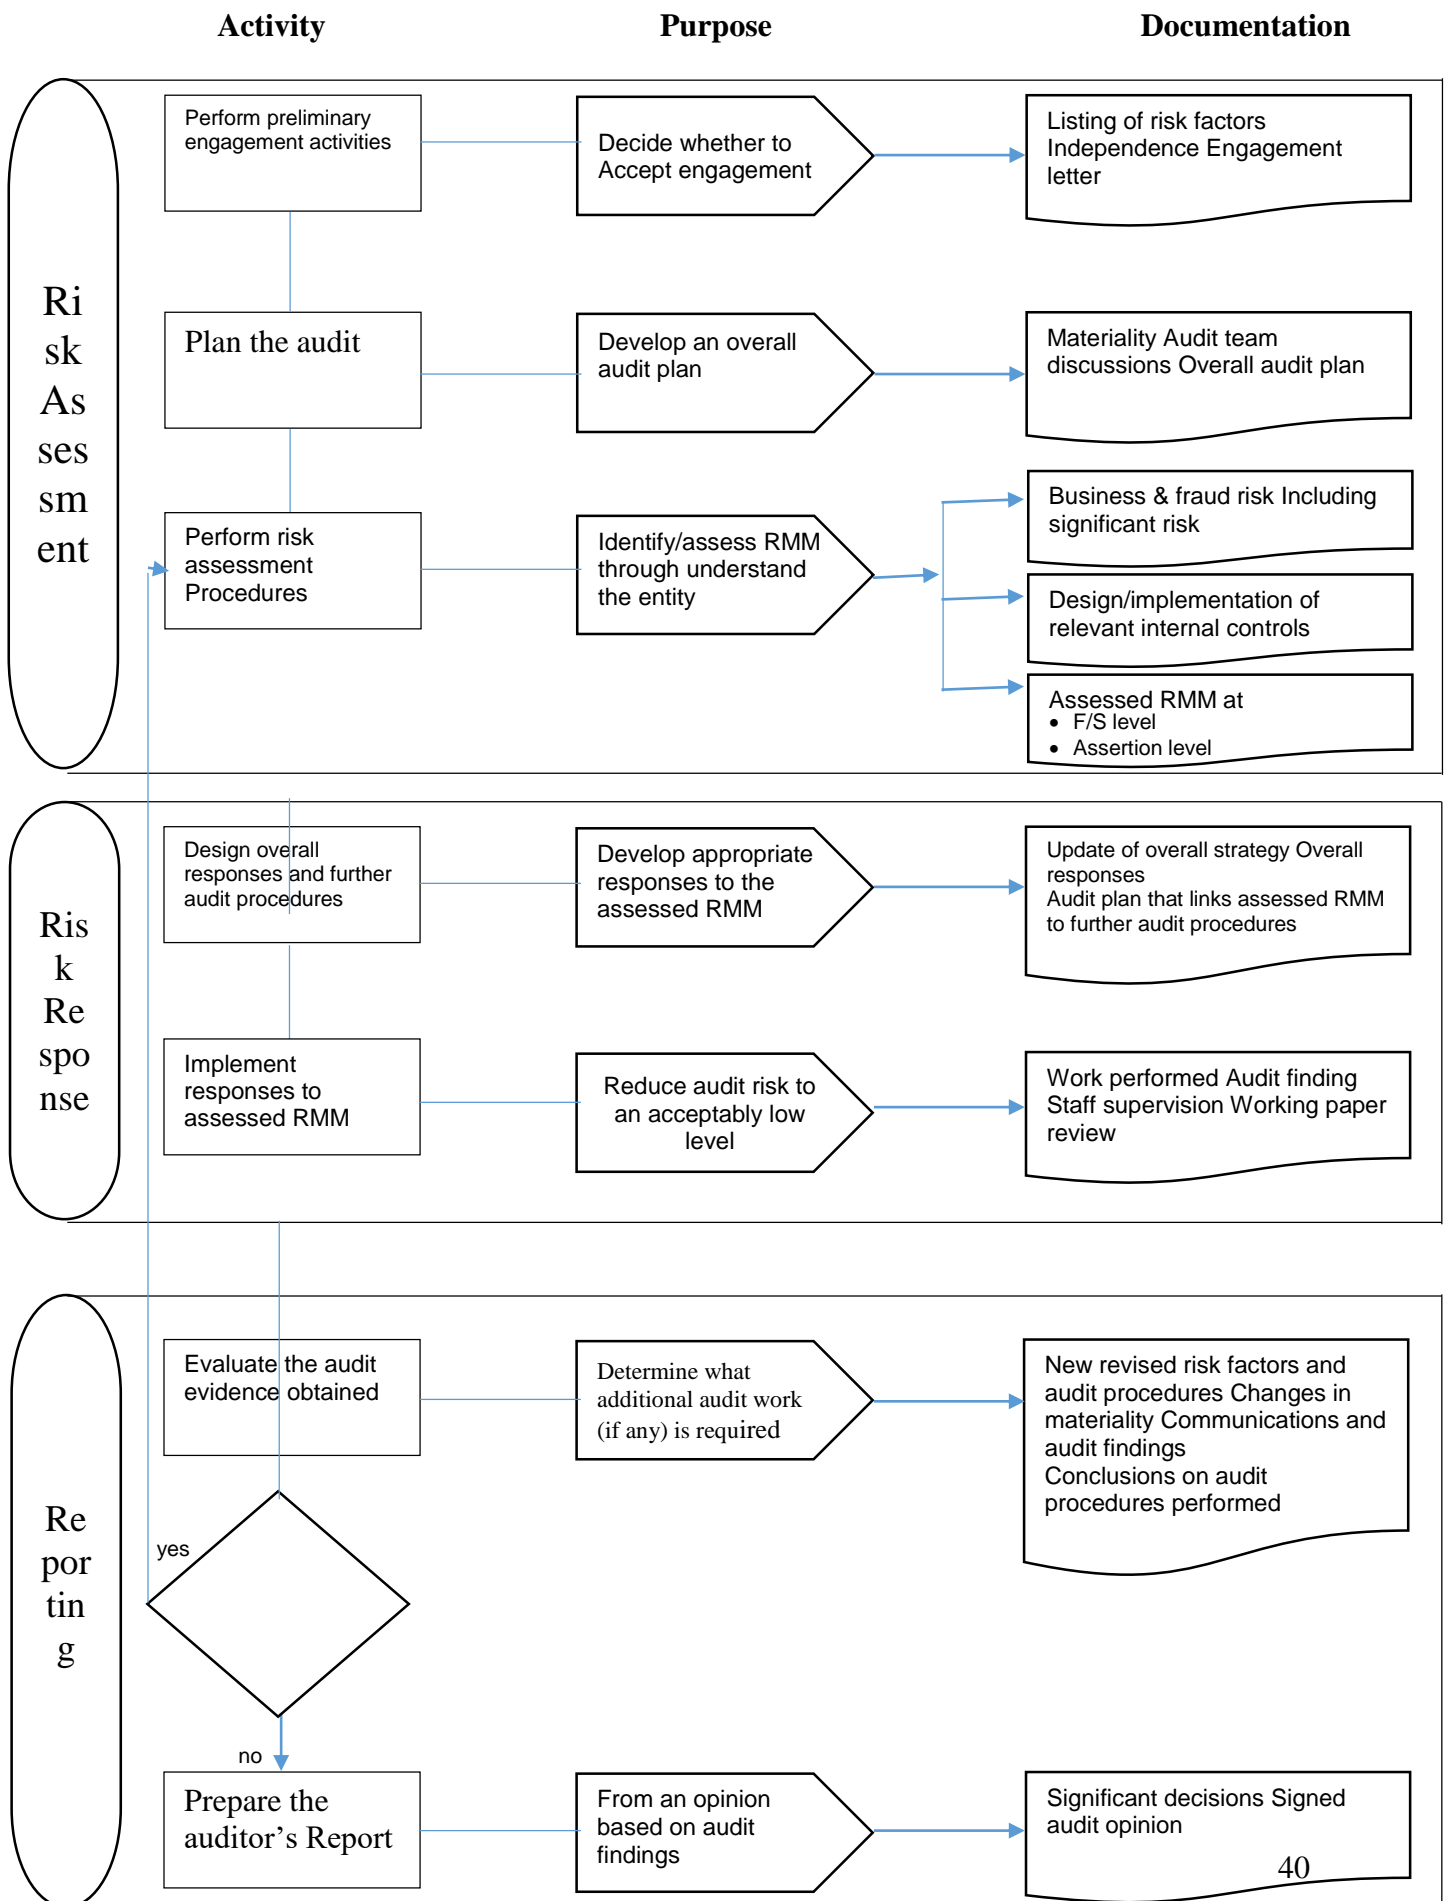 Activity
Purpose
Documentation
Ri
sk
As
ses
sm
ent
Perform preliminary
engagement activities
Decide whether to
Accept engagement
Listing of risk factors
Independence Engagement
letter
Plan the audit
Develop an overall
audit plan
Materiality Audit team
discussions Overall audit plan
Perform risk
assessment
Procedures
Identify/assess RMM
through understand
the entity
Business & fraud risk Including
significant risk
Design/implementation of
relevant internal controls
Assessed RMM at
• F/S level
• Assertion level
Ris
k
Re
spo
nse
Design overall
responses and further
audit procedures
Develop appropriate
responses to the
assessed RMM
Update of overall strategy Overall
responses
Audit plan that links assessed RMM
to further audit procedures
Implement
responses to
assessed RMM
Reduce audit risk to
an acceptably low
level
Work performed Audit finding
Staff supervision Working paper
review
Re
por
tin
g
Evaluate the audit
evidence obtained
Determine what
additional audit work
(if any) is required
New revised risk factors and
audit procedures Changes in
materiality Communications and
audit findings
Conclusions on audit
procedures performed
yes
no
Prepare the
auditor’s Report
From an opinion
based on audit
findings
Significant decisions Signed
audit opinion
40